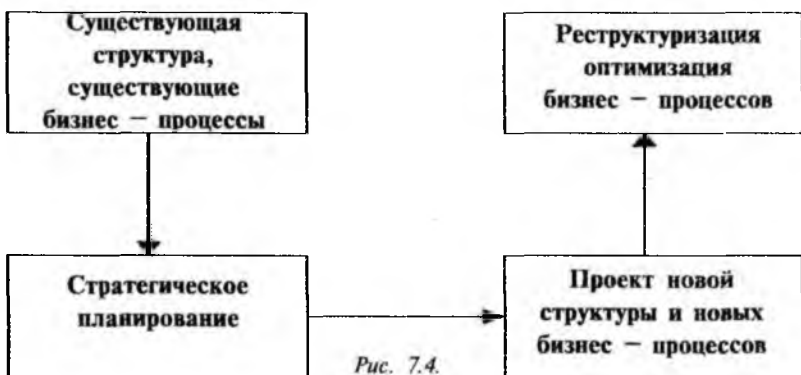 Существующая
структура,
существующие
бизнес — процессы
Реструктуризация
оптимизация
бизнес — процессов
Стратегическое
планирование
Проект новой
структуры и новых
бизнес — процессов
Рис. 7.4.